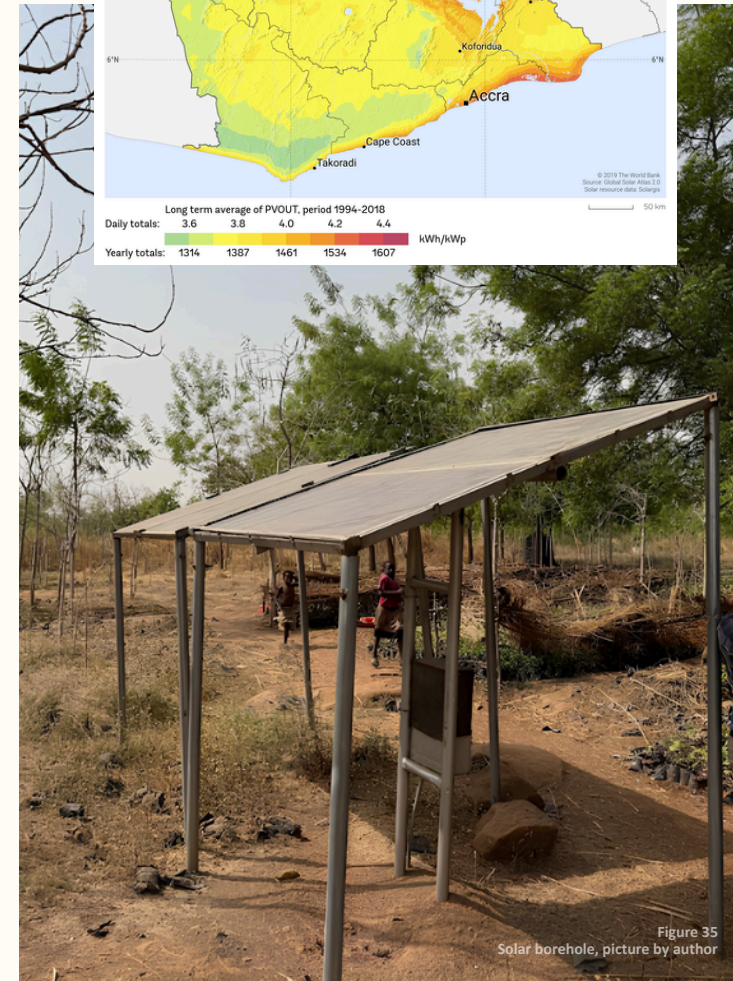 Koforidua
6°N
6°N
Accra
Cape Coast
Takoradi
© 2019 The World Bank
Source: Global Solar Atlas 2.0
Solar resource data: Solargis
50 km
Long term average of PVOUT, period 1994-2018
Daily totals: 3.6 3.8 4.0 4.2 4.4
kWh/kWp
Yearly totals: 1314 1387 1461 1534 1607
Figure 35
Solar borehole, picture by author